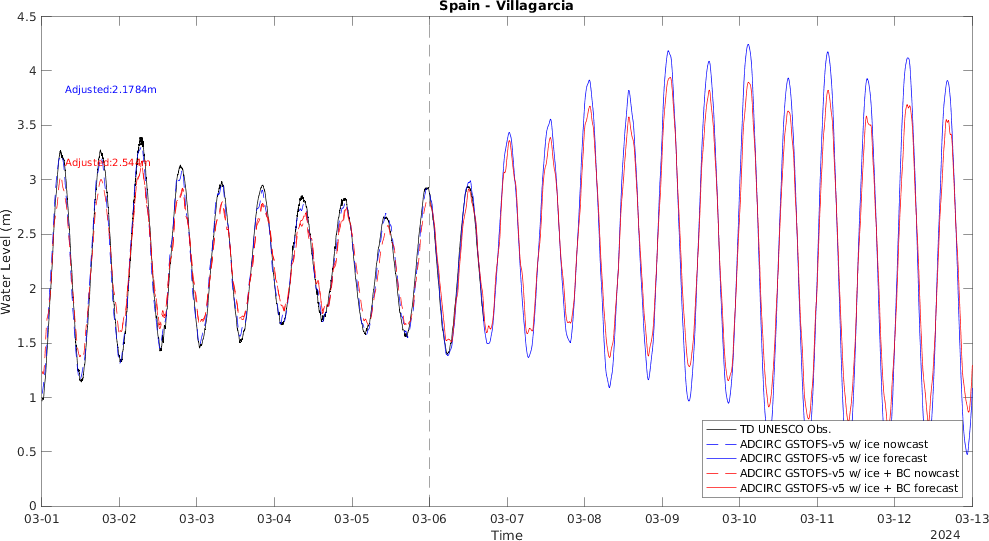 Spain - Villagarcia
4.5
4
3.5
3
2.5
2
1.5
1
0.5
0
Water Level (m)
Adjusted:2.1784m
Adjusted:2.544m
TD UNESCO Obs.
ADCIRC GSTOFS-v5 w/ ice nowcast
ADCIRC GSTOFS-v5 w/ ice forecast
ADCIRC GSTOFS-v5 w/ ice + BC nowcast
ADCIRC GSTOFS-v5 w/ ice + BC forecast
03-01 03-02 03-03 03-04 03-05 03-06 03-07 03-08 03-09 03-10 03-11 03-12 03-13
Time
2024